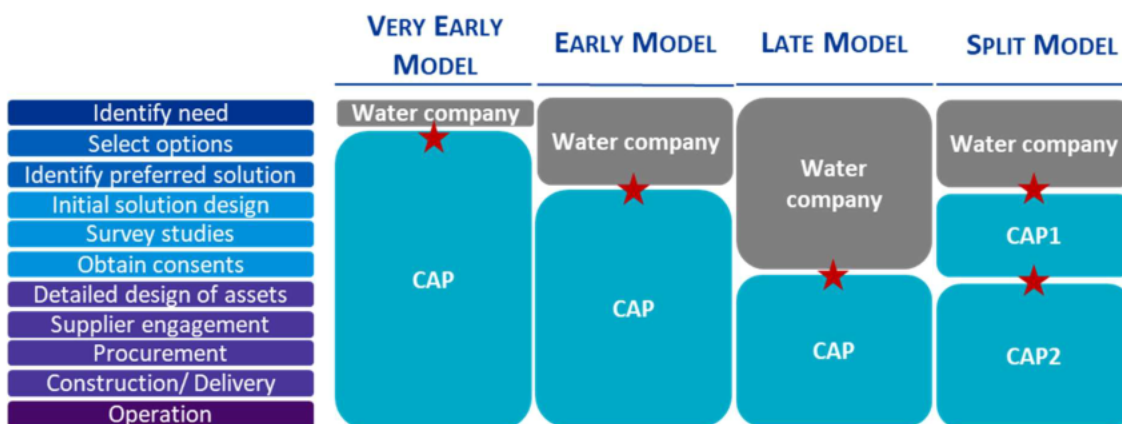 VERY EARLY
MODEL
EARLY MODEL
LATE MODEL
SPLIT MODEL
Identify need
Select options
Identify preferred solution
Initial solution design
Survey studies
Obtain consents
Detailed design of assets
Supplier engagement
Procurement
Construction/ Delivery
Operation
Water company
CAP
Water company
CAP
Water
company
CAP
Water company
CAP1
CAP2